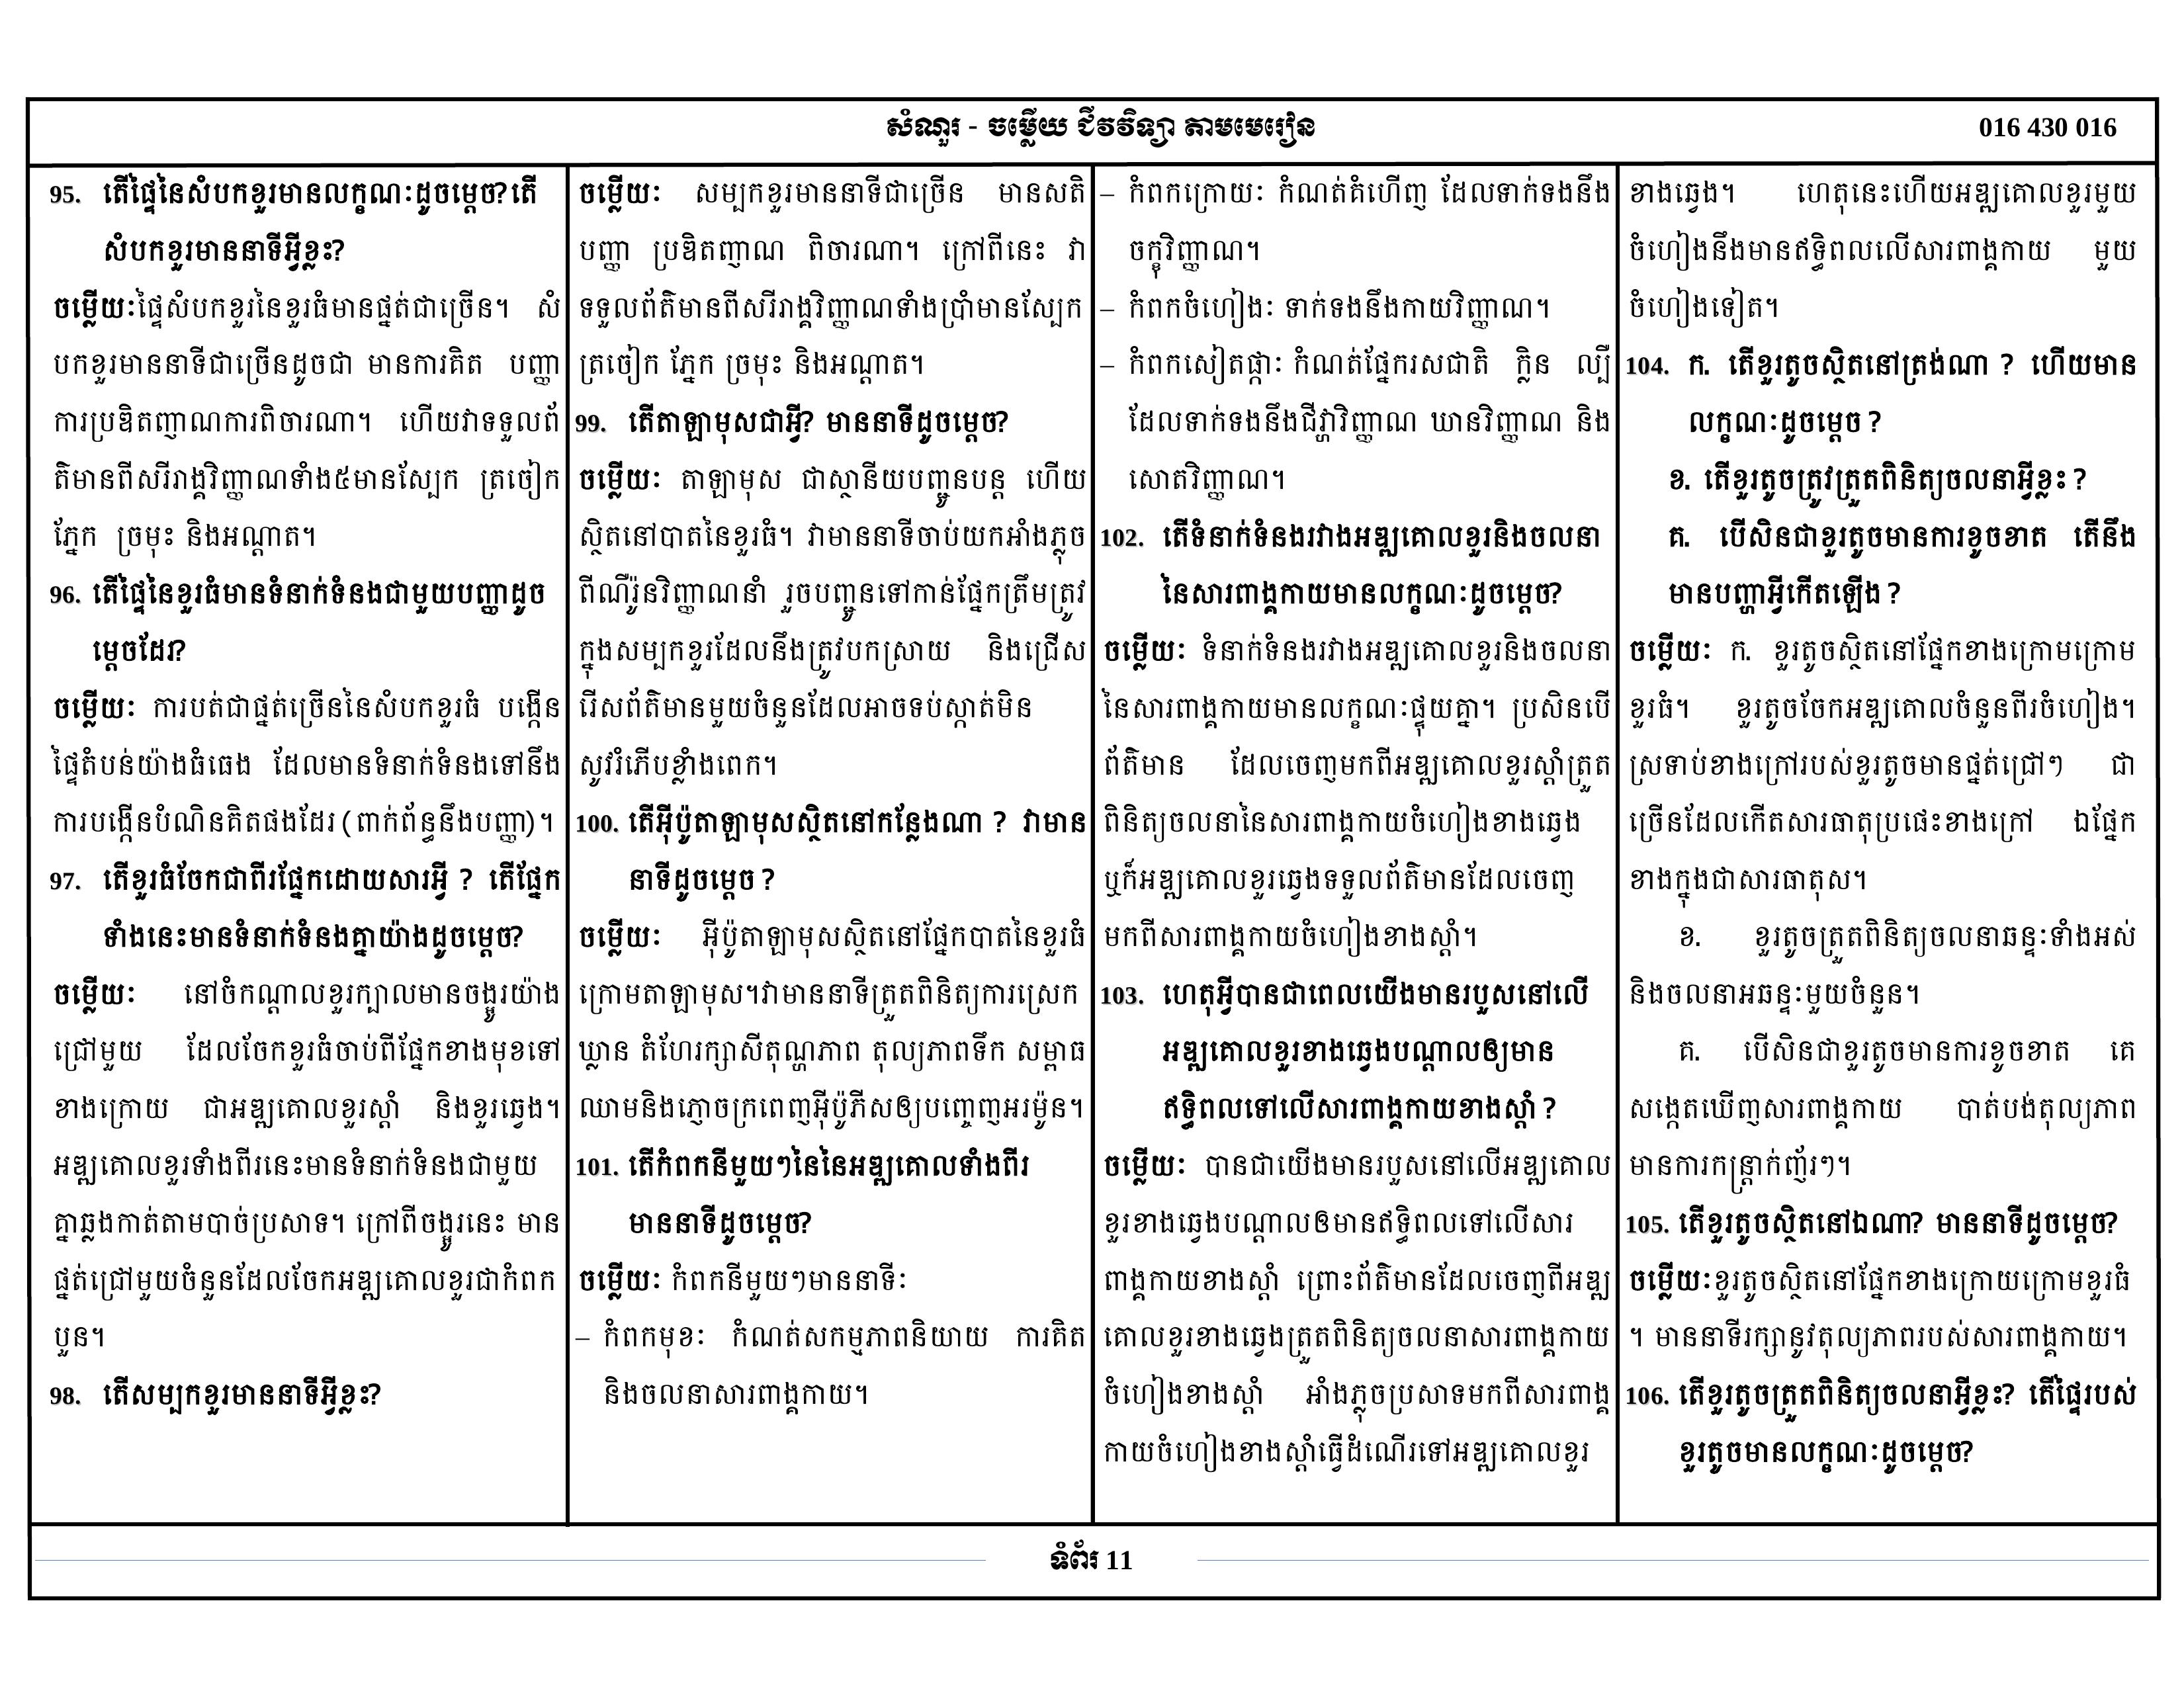 សំណួរ - ចម្លើយ ជីវវិទ្យា តាមមេរៀន
016 430 016
95. តើផ្ទៃនៃសំបកខួរមានលក្ខណៈដូចម្ដេច?តើ
សំបកខួរមាននាទីអ្វីខ្លះ?
ចម្លើយៈផ្ទៃសំបកខួរនៃខួរធំមានផ្នត់ជាច្រើន។ សំ
បកខួរមាននាទីជាច្រើនដូចជា មានការគិត បញ្ញា
ការប្រឌិតញាណការពិចារណា។ ហើយវាទទួលព័
ត៌មានពីសរីរាង្គវិញ្ញាណទាំង៥មានស្បែក ត្រចៀក
ភ្នែក ច្រមុះ និងអណ្ដាត។
96. តើផ្ទៃនៃខួរធំមានទំនាក់ទំនងជាមួយបញ្ញាដូច
ម្ដេចដែរ?
ចម្លើយៈ ការបត់ជាផ្នត់ច្រើននៃសំបកខួរធំ បង្កើន
ផ្ទៃតំបន់យ៉ាងធំធេង ដែលមានទំនាក់ទំនងទៅនឹង
ការបង្កើនបំណិនគិតផងដែរ (ពាក់ព័ន្ធនឹងបញ្ញា) ។
97. តើខួរធំចែកជាពីរផ្នែកដោយសារអ្វី ? តើផ្នែក
ទាំងនេះមានទំនាក់ទំនងគ្នាយ៉ាងដូចម្ដេច?
ចម្លើយៈ នៅចំកណ្ដាលខួរក្បាលមានចង្អូរយ៉ាង
ជ្រៅមួយ ដែលចែកខួរធំចាប់ពីផ្នែកខាងមុខទៅ
ខាងក្រោយ ជាអឌ្ឍគោលខួរស្ដាំ និងខួរឆ្វេង។
អឌ្ឍគោលខួរទាំងពីរនេះមានទំនាក់ទំនងជាមួយ
គ្នាឆ្លងកាត់តាមបាច់ប្រសាទ។ ក្រៅពីចង្អូរនេះ មាន
ផ្នត់ជ្រៅមួយចំនួនដែលចែកអឌ្ឍគោលខួរជាកំពក
បួន។
98. តើសម្បកខួរមាននាទីអ្វីខ្លះ?
ចម្លើយៈ សម្បកខួរមាននាទីជាច្រើន មានសតិ
បញ្ញា ប្រឌិតញាណ ពិចារណា។ ក្រៅពីនេះ វា
ទទួលព័ត៌មានពីសរីរាង្គវិញ្ញាណទាំងប្រាំមានស្បែក
ត្រចៀក ភ្នែក ច្រមុះ និងអណ្ដាត។
99. តើតាឡាមុសជាអ្វី? មាននាទីដូចម្ដេច?
ចម្លើយៈ តាឡាមុស ជាស្ថានីយបញ្ជូនបន្ត ហើយ
ស្ថិតនៅបាតនៃខួរធំ។ វាមាននាទីចាប់យកអាំងភ្លុច
ពីណឺរ៉ូនវិញ្ញាណនាំ រួចបញ្ជូនទៅកាន់ផ្នែកត្រឹមត្រូវ
ក្នុងសម្បកខួរដែលនឹងត្រូវបកស្រាយ និងជ្រើស
រើសព័ត៌មានមួយចំនួនដែលអាចទប់ស្កាត់មិន
សូវរំភើបខ្លាំងពេក។
100. តើអ៊ីប៉ូតាឡាមុសស្ថិតនៅកន្លែងណា ? វាមាន
នាទីដូចម្ដេច ?
ចម្លើយៈ អ៊ីប៉ូតាឡាមុសស្ថិតនៅផ្នែកបាតនៃខួរធំ
ក្រោមតាឡាមុស។វាមាននាទីត្រួតពិនិត្យការស្រេក
ឃ្លាន តំហែរក្សាសីតុណ្ហភាព តុល្យភាពទឹក សម្ពាធ
ឈាមនិងភ្ញោចក្រពេញអ៊ីប៉ូភីសឲ្យបញ្ចេញអរម៉ូន។
101. តើកំពកនីមួយៗនៃនៃអឌ្ឍគោលទាំងពីរ
មាននាទីដូចម្ដេច?
ចម្លើយៈ កំពកនីមួយៗមាននាទីៈ
– កំពកមុខៈ កំណត់សកម្មភាពនិយាយ ការគិត
និងចលនាសារពាង្គកាយ។
– កំពកក្រោយៈ កំណត់គំហើញ ដែលទាក់ទងនឹង
ចក្ខុវិញ្ញាណ។
– កំពកចំហៀងៈ ទាក់ទងនឹងកាយវិញ្ញាណ។
– កំពកសៀតផ្កាៈ កំណត់ផ្នែករសជាតិ ក្លិន ល្បឺ
ដែលទាក់ទងនឹងជីវ្ហាវិញ្ញាណ ឃានវិញ្ញាណ និង
សោតវិញ្ញាណ។
102. តើទំនាក់ទំនងរវាងអឌ្ឍគោលខួរនិងចលនា
នៃសារពាង្គកាយមានលក្ខណៈដូចម្ដេច?
ចម្លើយៈ ទំនាក់ទំនងរវាងអឌ្ឍគោលខួរនិងចលនា
នៃសារពាង្គកាយមានលក្ខណៈផ្ទុយគ្នា។ ប្រសិនបើ
ព័ត៌មាន ដែលចេញមកពីអឌ្ឍគោលខួរស្ដាំត្រួត
ពិនិត្យចលនានៃសារពាង្គកាយចំហៀងខាងឆ្វេង
ឬក៏អឌ្ឍគោលខួរឆ្វេងទទួលព័ត៌មានដែលចេញ
មកពីសារពាង្គកាយចំហៀងខាងស្ដាំ។
103. ហេតុអ្វីបានជាពេលយើងមានរបួសនៅលើ
អឌ្ឍគោលខួរខាងឆ្វេងបណ្ដាលឲ្យមាន
ឥទ្ធិពលទៅលើសារពាង្គកាយខាងស្ដាំ ?
ចម្លើយៈ បានជាយើងមានរបួសនៅលើអឌ្ឍគោល
ខួរខាងឆ្វេងបណ្ដាលឲមានឥទ្ធិពលទៅលើសារ
ពាង្គកាយខាងស្ដាំ ព្រោះព័ត៌មានដែលចេញពីអឌ្ឍ
គោលខួរខាងឆ្វេងត្រួតពិនិត្យចលនាសារពាង្គកាយ
ចំហៀងខាងស្ដាំ អាំងភ្លុចប្រសាទមកពីសារពាង្គ
កាយចំហៀងខាងស្ដាំធ្វើដំណើរទៅអឌ្ឍគោលខួរ
ខាងឆ្វេង។ ហេតុនេះហើយអឌ្ឍគោលខួរមួយ
ចំហៀងនឹងមានឥទ្ធិពលលើសារពាង្គកាយ មួយ
ចំហៀងទៀត។
104. ក. តើខួរតូចស្ថិតនៅត្រង់ណា ? ហើយមាន
លក្ខណៈដូចម្ដេច ?
ខ. តើខួរតូចត្រូវត្រួតពិនិត្យចលនាអ្វីខ្លះ ?
គ. បើសិនជាខួរតូចមានការខូចខាត តើនឹង
មានបញ្ហាអ្វីកើតឡើង ?
ចម្លើយៈ ក. ខួរតូចស្ថិតនៅផ្នែកខាងក្រោមក្រោម
ខួរធំ។ ខួរតូចចែកអឌ្ឍគោលចំនួនពីរចំហៀង។
ស្រទាប់ខាងក្រៅរបស់ខួរតូចមានផ្នត់ជ្រៅៗ ជា
ច្រើនដែលកើតសារធាតុប្រផេះខាងក្រៅ ឯផ្នែក
ខាងក្នុងជាសារធាតុស។
ខ. ខួរតូចត្រួតពិនិត្យចលនាឆន្ទៈទាំងអស់
និងចលនាអឆន្ទៈមួយចំនួន។
គ. បើសិនជាខួរតូចមានការខូចខាត គេ
សង្កេតឃើញសារពាង្គកាយ បាត់បង់តុល្យភាព
មានការកន្ត្រាក់ញ័រៗ។
105. តើខួរតូចស្ថិតនៅឯណា? មាននាទីដូចម្ដេច?
ចម្លើយៈខួរតូចស្ថិតនៅផ្នែកខាងក្រោយក្រោមខួរធំ
។ មាននាទីរក្សានូវតុល្យភាពរបស់សារពាង្គកាយ។
106. តើខួរតូចត្រួតពិនិត្យចលនាអ្វីខ្លះ? តើផ្ទៃរបស់
ខួរតូចមានលក្ខណៈដូចម្ដេច?
ទំព័រ 11